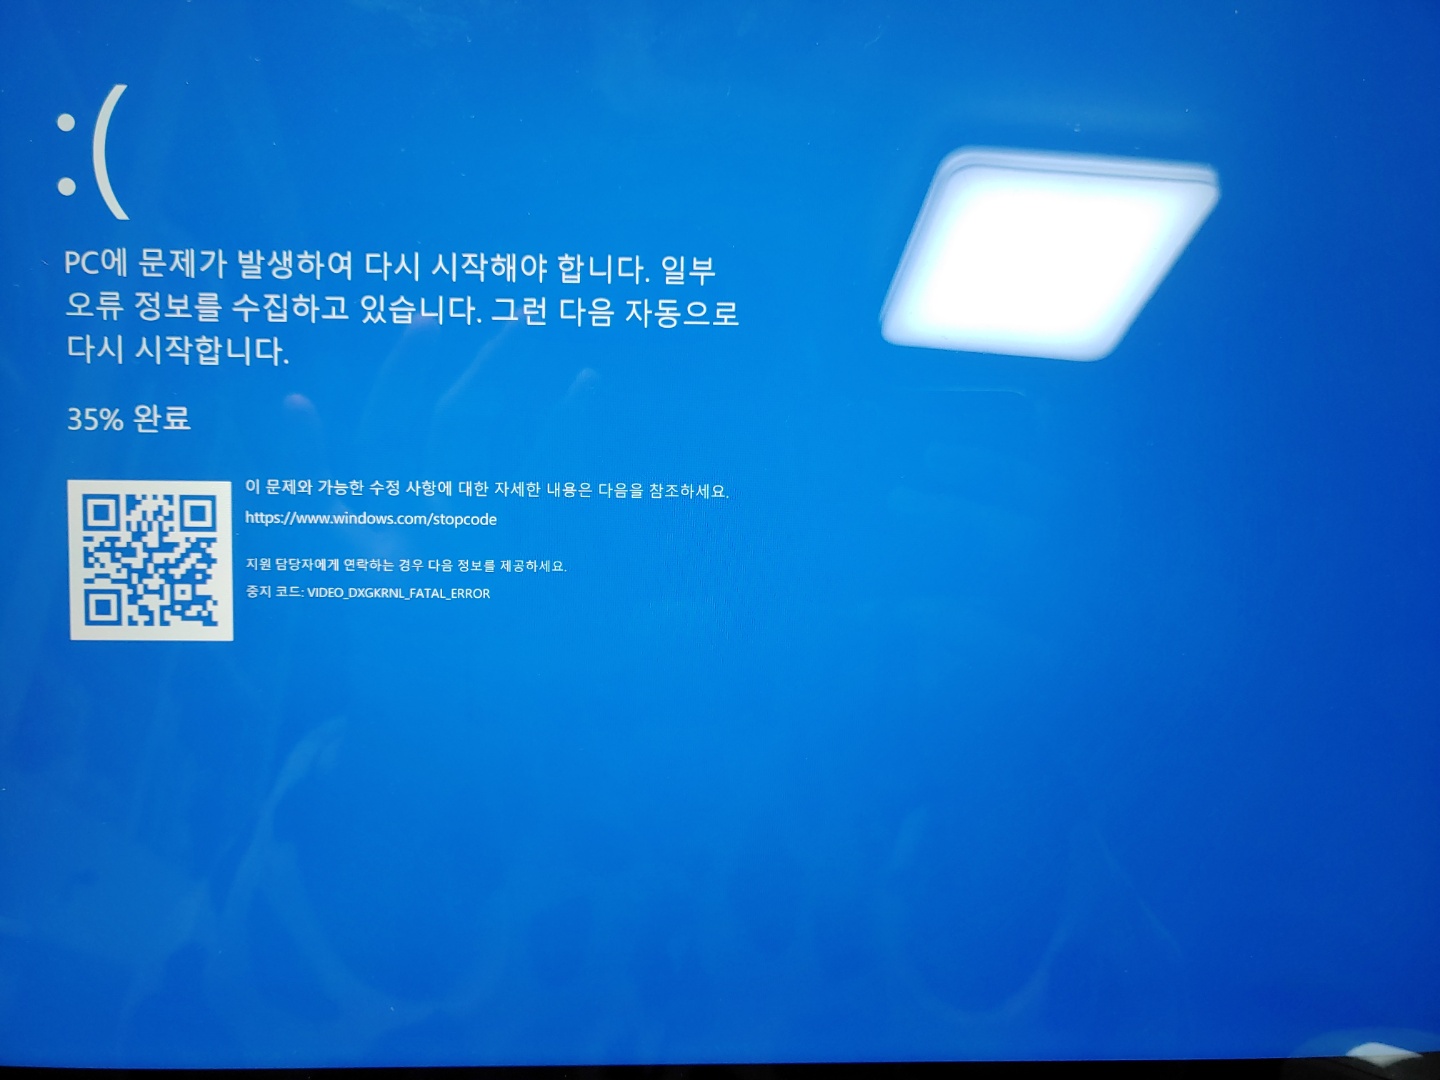 :(
PC에 문제가 발생하여 다시 시작해야 합니다. 일부
오류 정보를 수집하고 있습니다. 그런 다음 자동으로
다시 시작합니다.
35% 완료
이 문제와 가능한 수정 사항에 대한 자세한 내용은 다음을 참조하세요.
https://www.windows.com/stopcode
지원 담당자에게 연락하는 경우 다음 정보를 제공하세요.
중지 코드: VIDEO_DXGKRNL_FATAL_ERROR